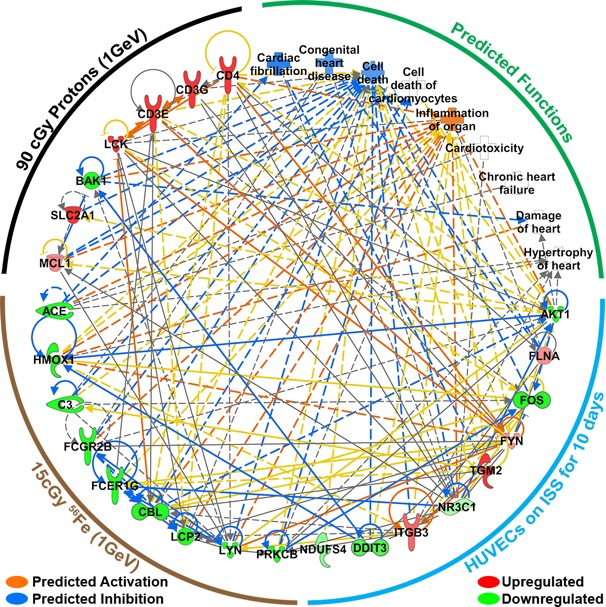 90 cGy Protons (1GeV)
Predicted Functions
Cardiac
fibrillation
Congenital
heart
disease
Cell
death
Cell
death of
cardiomyocytes
Inflammation
of organ
Cardiotoxicity
Chronic heart
failure
Damage
of heart
Hypertrophy
of heart
CD4
CD3G
CD3E
LCK
BAK1
SLC2A1
MCL1
ACE
HMOX1
C3
FCGR2B
FCER1G
CBL
LCP2
LYN
PRKCB
NDUFS4
DDIT3
ITGB3
NR3C1
TGM2
FYN
FOS
FLNA
AKT1
15cGy 56Fe (1GeV)
HUVECs on ISS for 10 days
Predicted Activation
Predicted Inhibition
Upregulated
Downregulated